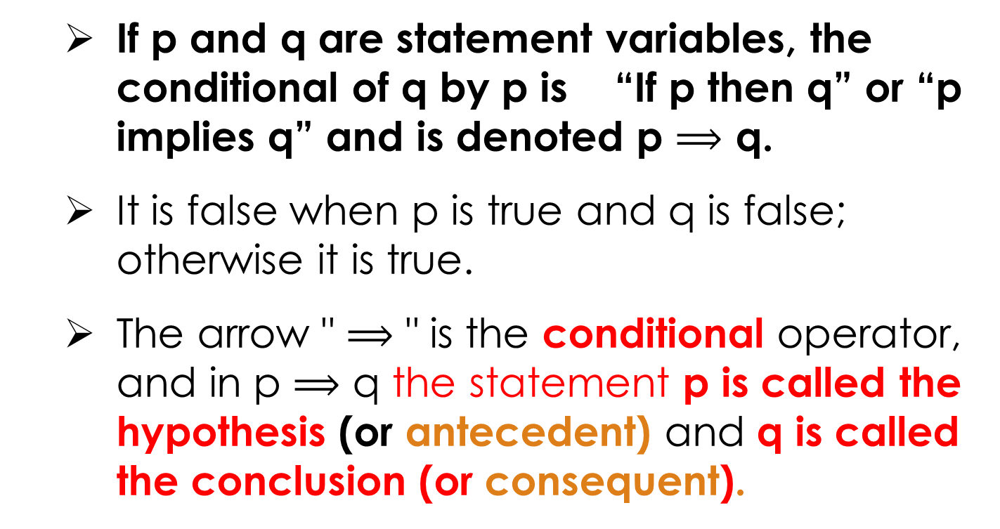 ➢ If p and q are statement variables, the
conditional of q by p is “If p then q” or “p
implies q” and is denoted p ⟹ q.
➢ It is false when p is true and q is false;
otherwise it is true.
➢ The arrow " ⟹ " is the conditional operator,
and in p ⟹ q the statement p is called the
hypothesis (or antecedent) and q is called
the conclusion (or consequent).